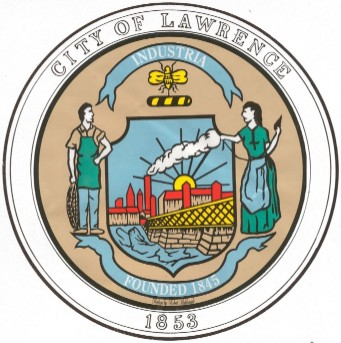 CITY OF LAWRENCE
INDUSTRIA
FOUNDED 1845
1853